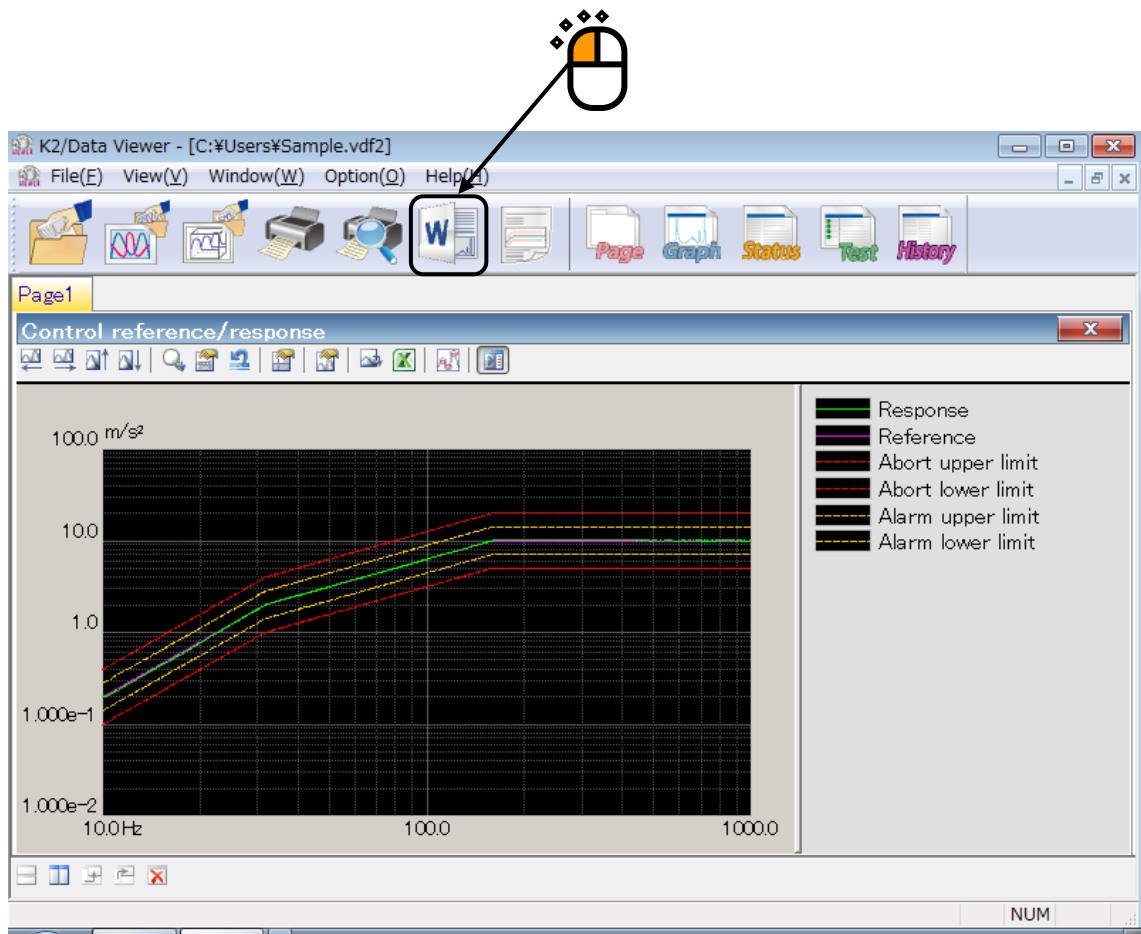 K2/Data Viewer - [C:¥Users¥Sample.vdf2]
File(F) View(V) Window(W) Option(O) Help(H)
W Page Graph Status Test History
Page1
Control reference/response
Response
Reference
Abort upper limit
Abort lower limit
Alarm upper limit
Alarm lower limit
100.0 m/s²
10.0
1.0
1.000e-1
1.000e-2
10.0Hz 100.0 1000.0
NUM